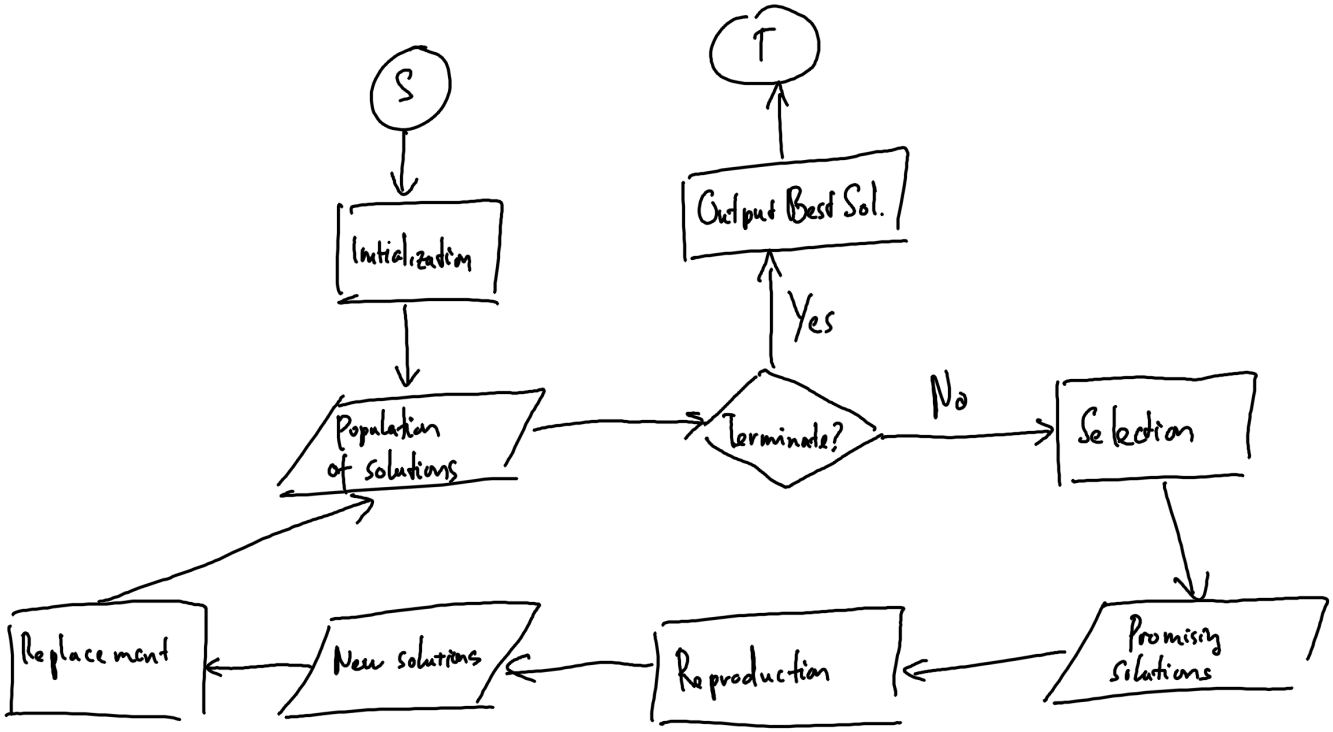 S
T
Initialization
Output Best Sol.
Yes
Population
of solutions
Terminate?
No
Selection
Promising
solutions
Reproduction
New solutions
Replacement